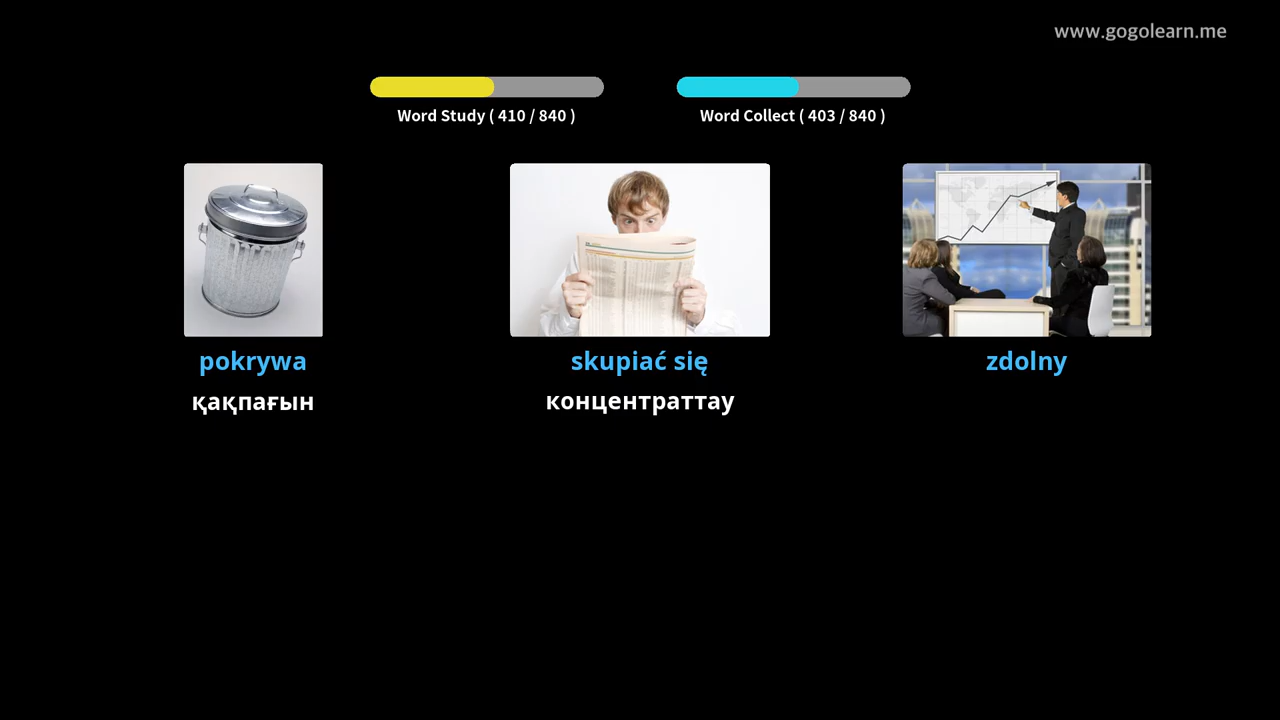 www.gogolearn.me
Word Study ( 410 / 840 )
Word Collect ( 403 / 840 )
pokrywa
skupiać się
zdolny
қақпағын
концентраттау